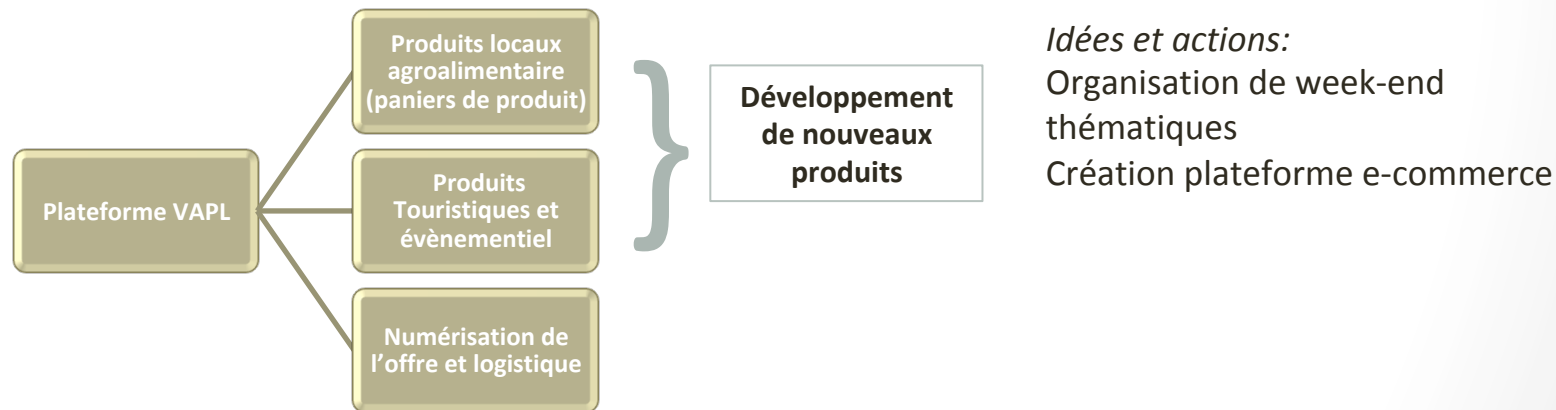 Plateforme VAPL
Produits locaux
agroalimentaire
(paniers de produit)
Produits
Touristiques et
évènementiel
Numérisation de
l’offre et logistique
Développement
de nouveaux
produits
Idées et actions:
Organisation de week-end
thématiques
Création plateforme e-commerce